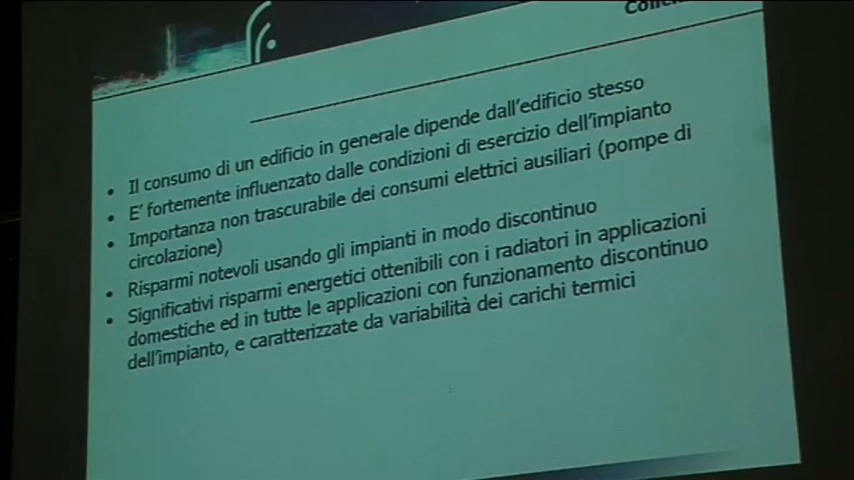 • Il consumo di un edificio in generale dipende dall'edificio stesso
• E' fortemente influenzato dalle condizioni di esercizio dell'impianto
• Importanza non trascurabile dei consumi elettrici ausiliari (pompe di
circolazione)
• Risparmi notevoli usando gli impianti in modo discontinuo
• Significativi risparmi energetici ottenibili con i radiatori in applicazioni
domestiche ed in tutte le applicazioni con funzionamento discontinuo
dell'impianto, e caratterizzate da variabilità dei carichi termici